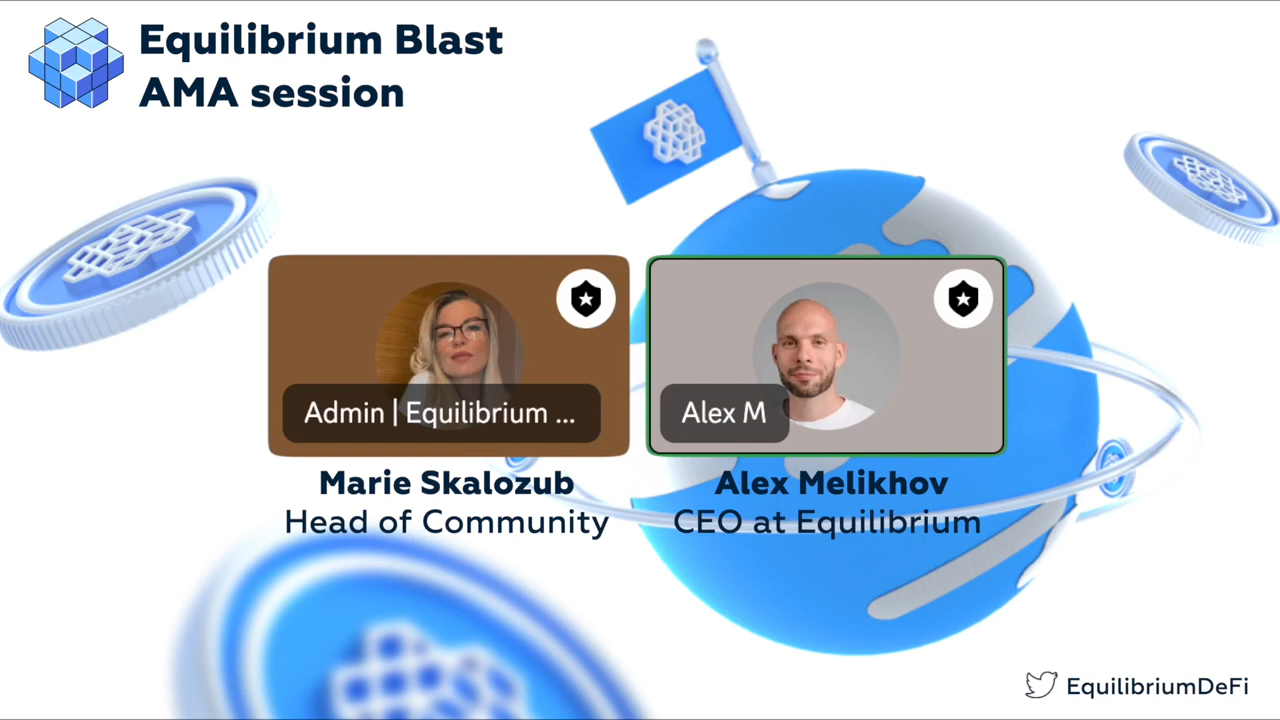 Equilibrium Blast
AMA session
Admin | Equilibrium ...
Alex M
Marie Skalozub
Head of Community
Alex Melikhov
CEO at Equilibrium
EquilibriumDeFi